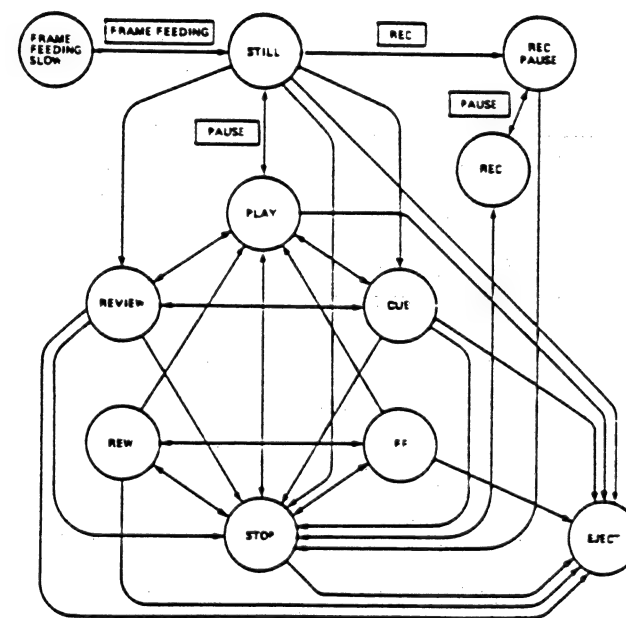 FRAME
FEEDING
SLOW
FRAME FEEDING
STILL
REC
REC
PAUSE
PAUSE
PAUSE
REC
PLAY
REVIEW
CUE
REW
FF
STOP
EJECT